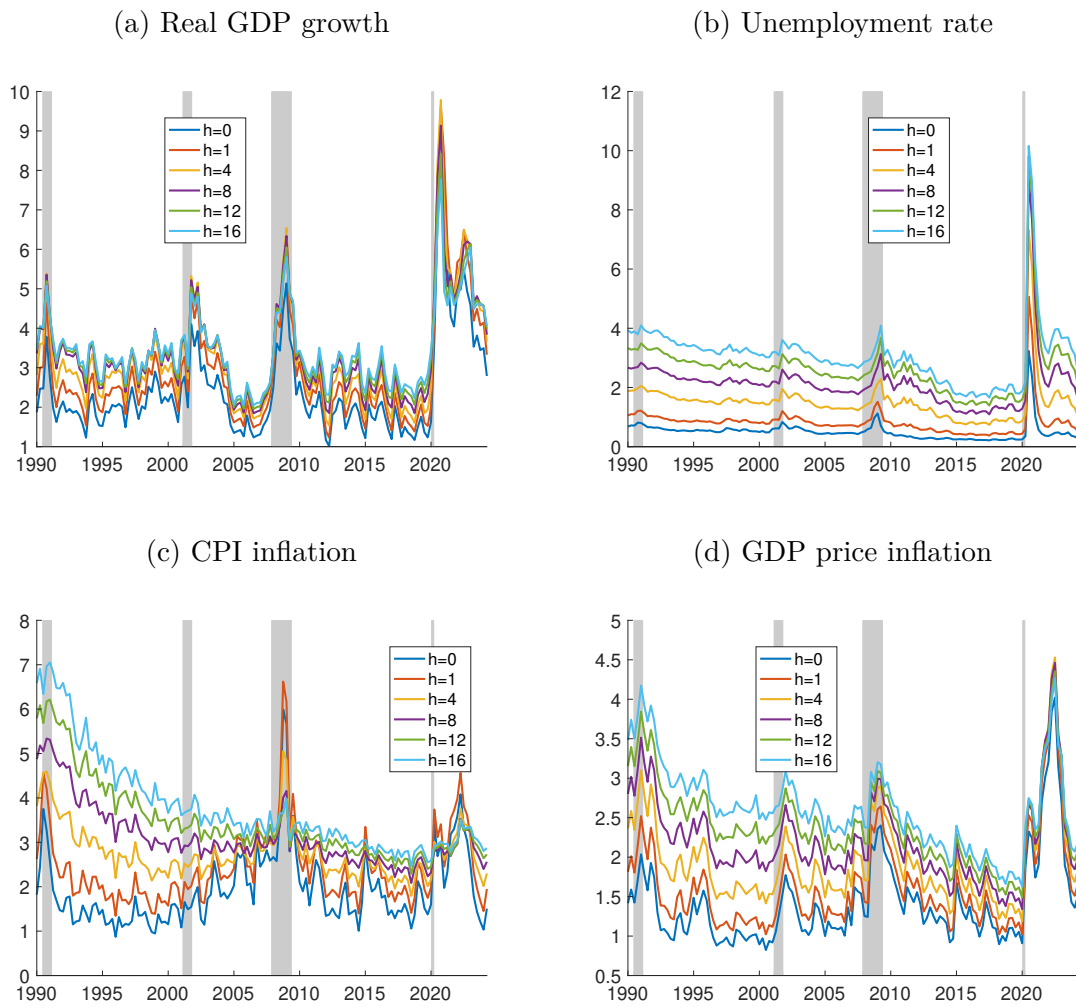 (a) Real GDP growth
10
9
8
7
6
5
4
3
2
1
1990 1995 2000 2005 2010 2015 2020
h=0
h=1
h=4
h=8
h=12
h=16
(b) Unemployment rate
12
10
8
6
4
2
0
1990 1995 2000 2005 2010 2015 2020
h=0
h=1
h=4
h=8
h=12
h=16
(c) CPI inflation
8
7
6
5
4
3
2
1
0
1990 1995 2000 2005 2010 2015 2020
h=0
h=1
h=4
h=8
h=12
h=16
(d) GDP price inflation
5
4.5
4
3.5
3
2.5
2
1.5
1
0.5
1990 1995 2000 2005 2010 2015 2020
h=0
h=1
h=4
h=8
h=12
h=16